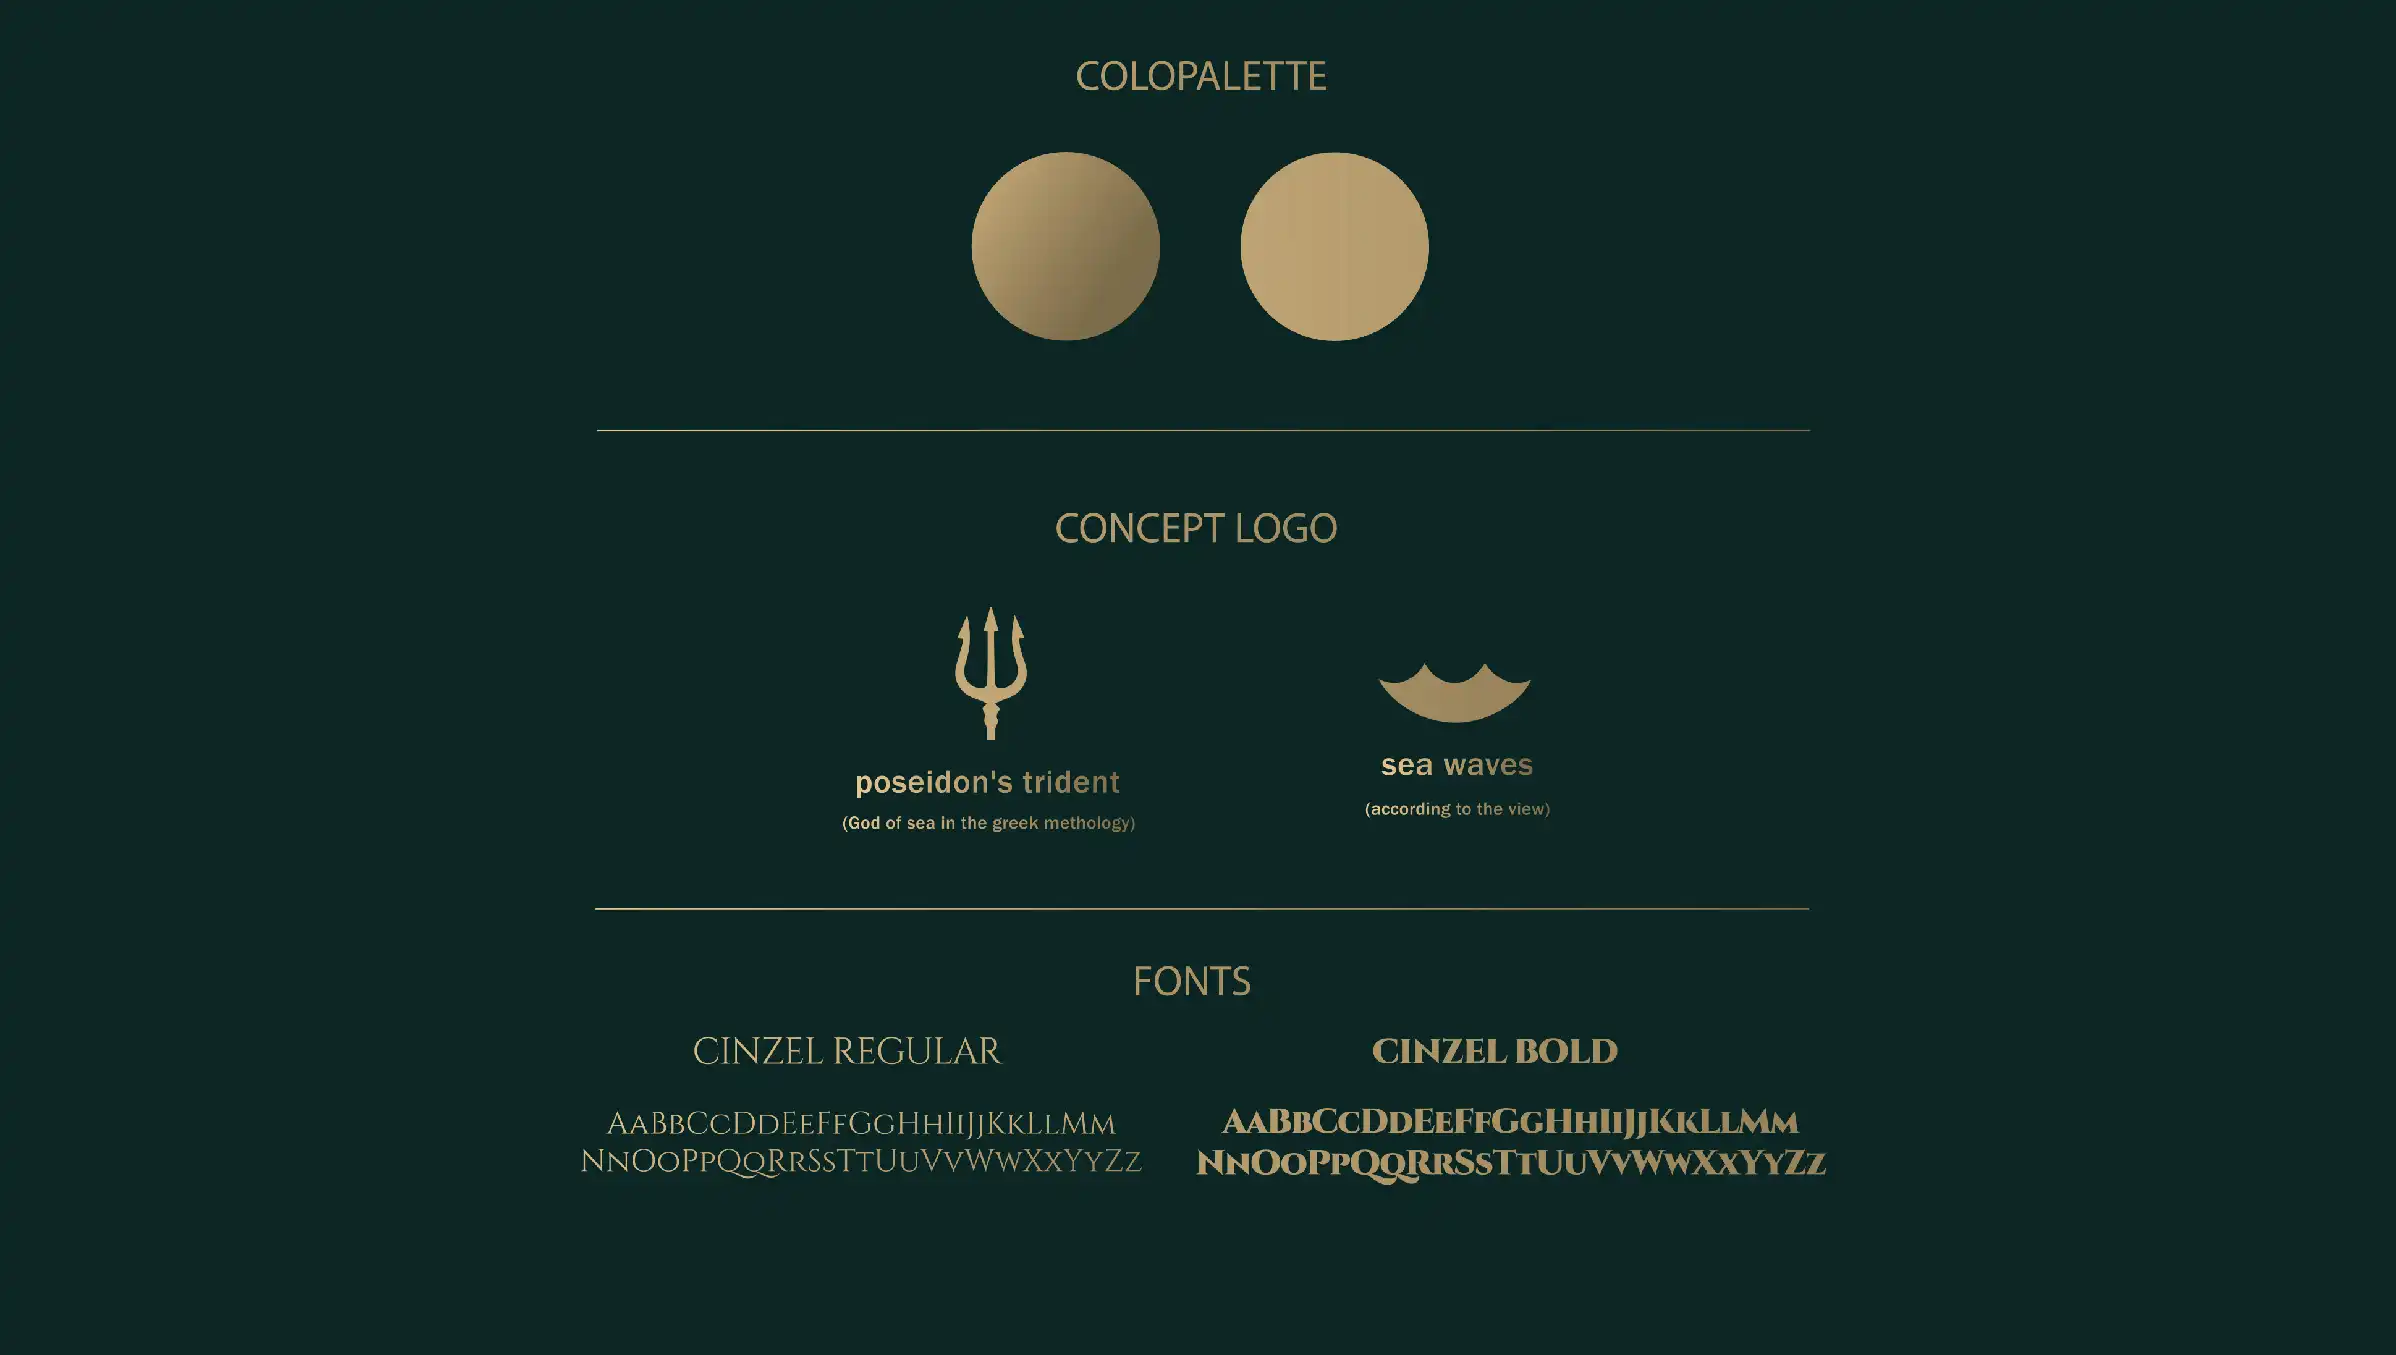 COLOPALETTE
CONCEPT LOGO
poseidon's trident
(God of sea in the greek methology)
sea waves
(according to the view)
FONTS
CINZEL REGULAR
AaBbCcDdEeFfGgHhIiJjKkLlMm
NnOoPpQqRrSsTtUuVvWwXxYyZz
CINZEL BOLD
AaBbCcDdEeFfGgHhIiJjKkLlMm
NnOoPpQqRrSsTtUuVvWwXxYyZz